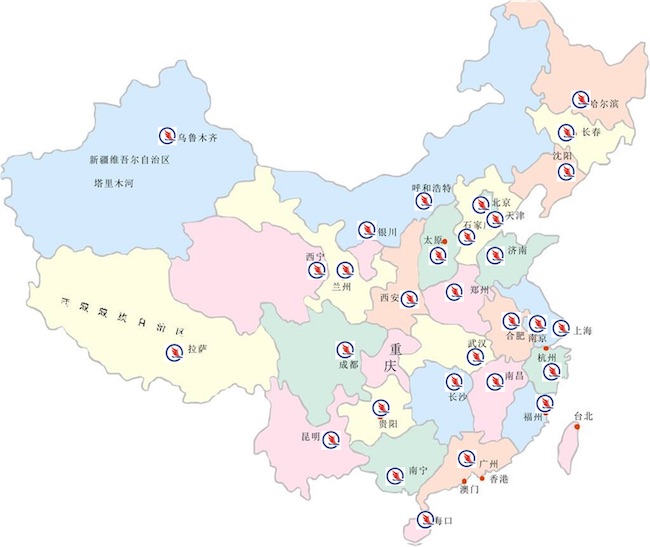 哈尔滨
长春
沈阳
乌鲁木齐
新疆维吾尔自治区
塔里木河
呼和浩特
北京
天津
石家
银川
太原
济南
西宁
兰州
郑州
西安
西藏藏族自治区
合肥
南京
上海
拉萨
武汉
重
庆
杭州
成都
南昌
长沙
贵阳
福州
台北
昆明
广州
南宁
香港
澳门
海口